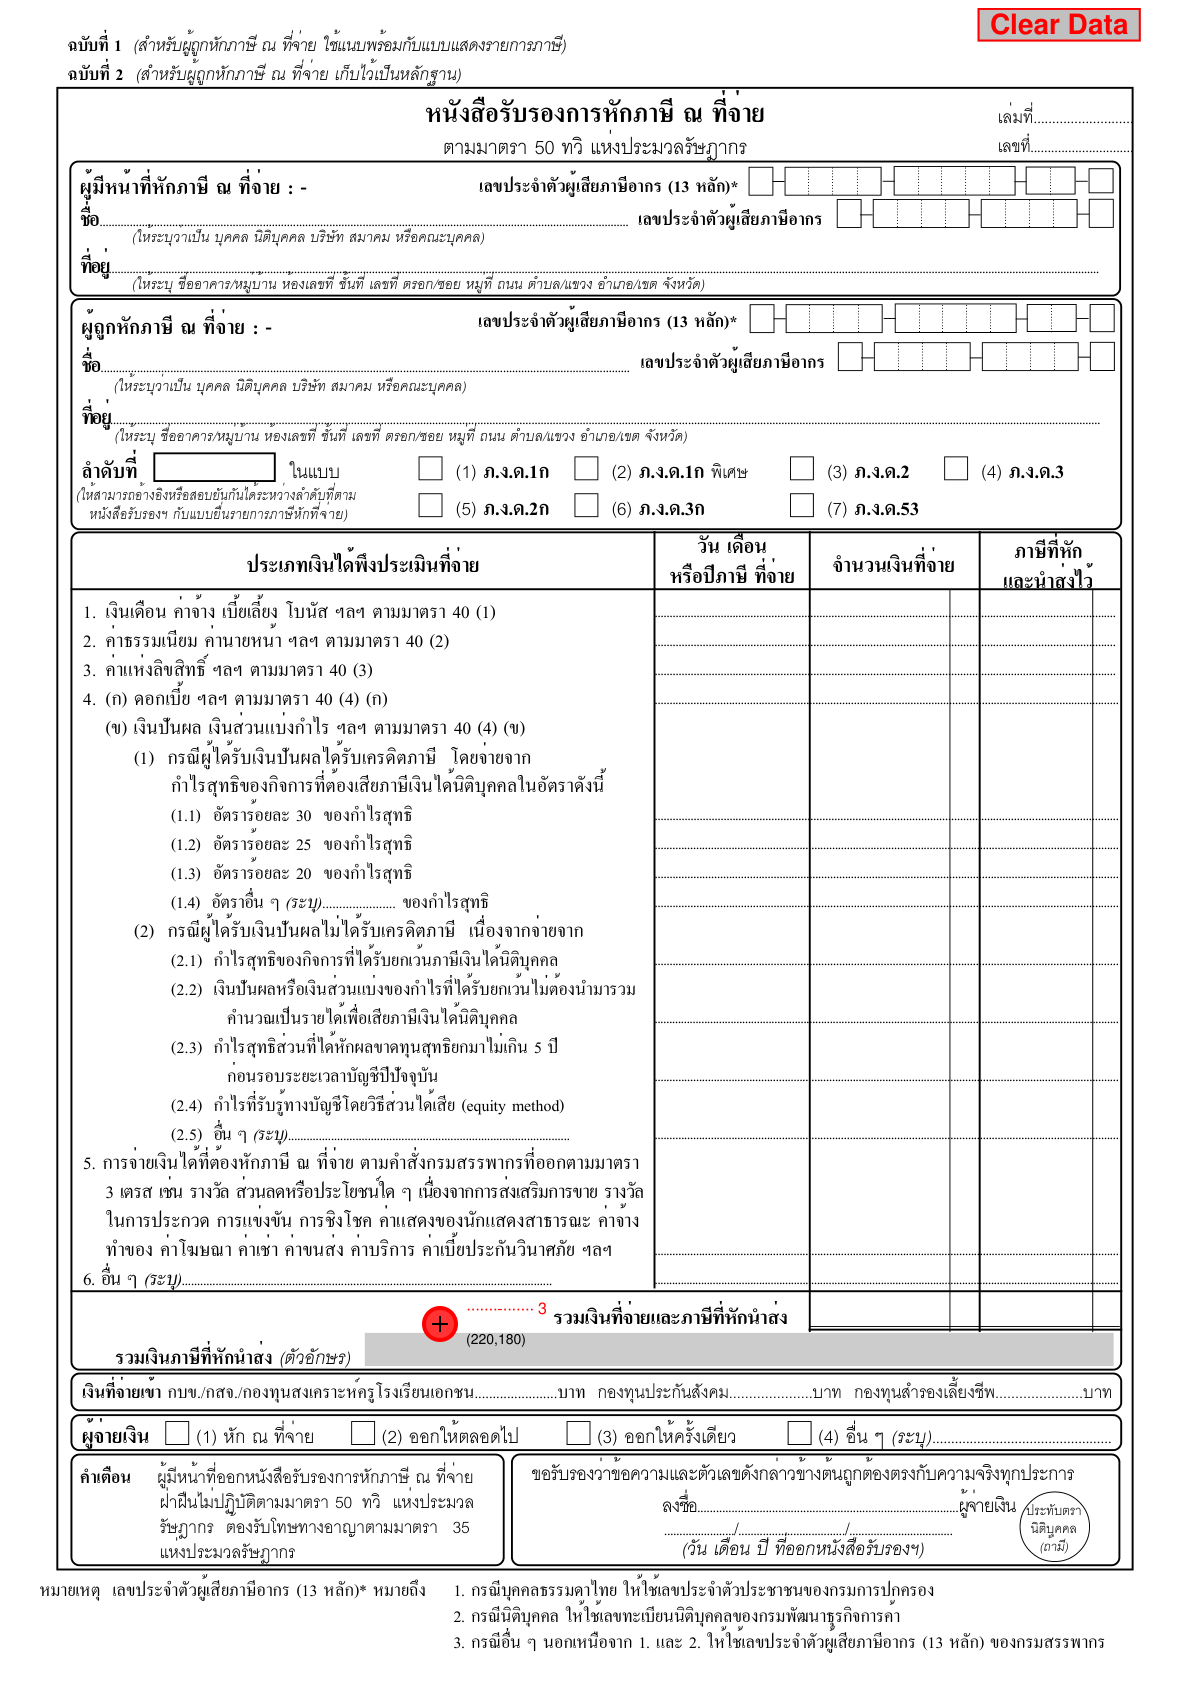 Clear Data
ฉบับที่ 1 (สำหรับผู้ถูกหักภาษี ณ ที่จ่าย ใช้แนบพร้อมกับแบบแสดงรายการภาษี)
ฉบับที่ 2 (สำหรับผู้ถูกหักภาษี ณ ที่จ่าย เก็บไว้เป็นหลักฐาน)
หนังสือรับรองการหักภาษี ณ ที่จ่าย
เล่มที่..........................
ตามมาตรา 50 ทวิ แห่งประมวลรัษฎากร
เลขที่...........................
ผู้มีหน้าที่หักภาษี ณ ที่จ่าย : - เลขประจำตัวผู้เสียภาษีอากร (13 หลัก)*
ชื่อ.......................... เลขประจำตัวผู้เสียภาษีอากร
(ให้ระบุว่าเป็น บุคคล นิติบุคคล บริษัท สมาคม หรือคณะบุคคล)
ที่อยู่..........................
(ให้ระบุ ชื่ออาคาร/หมู่บ้าน ห้องเลขที่ ชั้นที่ เลขที่ ตรอก/ซอย หมู่ที่ ถนน ตำบล/แขวง อำเภอ/เขต จังหวัด)
ผู้ถูกหักภาษี ณ ที่จ่าย : - เลขประจำตัวผู้เสียภาษีอากร (13 หลัก)*
ชื่อ.......................... เลขประจำตัวผู้เสียภาษีอากร
(ให้ระบุว่าเป็น บุคคล นิติบุคคล บริษัท สมาคม หรือคณะบุคคล)
ที่อยู่..........................
(ให้ระบุ ชื่ออาคาร/หมู่บ้าน ห้องเลขที่ ชั้นที่ เลขที่ ตรอก/ซอย หมู่ที่ ถนน ตำบล/แขวง อำเภอ/เขต จังหวัด)
ลำดับที่ ในแบบ (1) ภ.ง.ด.1ก (2) ภ.ง.ด.1ก พิเศษ (3) ภ.ง.ด.2 (4) ภ.ง.ด.3
(ให้สามารถอ้างอิงหรือสอบยันกันได้ระหว่างลำดับที่ตาม
หนังสือรับรองฯ กับแบบยื่นรายการภาษีหักที่จ่าย) (5) ภ.ง.ด.2ก (6) ภ.ง.ด.3ก (7) ภ.ง.ด.53
ประเภทเงินได้พึงประเมินที่จ่าย
วัน เดือน
หรือปีภาษี ที่จ่าย
จำนวนเงินที่จ่าย
ภาษีที่หัก
และนำส่งไว้
1. เงินเดือน ค่าจ้าง เบี้ยเลี้ยง โบนัส ฯลฯ ตามมาตรา 40 (1)
2. ค่าธรรมเนียม ค่านายหน้า ฯลฯ ตามมาตรา 40 (2)
3. ค่าแห่งลิขสิทธิ์ ฯลฯ ตามมาตรา 40 (3)
4. (ก) ดอกเบี้ย ฯลฯ ตามมาตรา 40 (4) (ก)
(ข) เงินปันผล เงินส่วนแบ่งกำไร ฯลฯ ตามมาตรา 40 (4) (ข)
(1) กรณีผู้ได้รับเงินปันผลได้รับเครดิตภาษี โดยจ่ายจาก
กำไรสุทธิของกิจการที่ต้องเสียภาษีเงินได้นิติบุคคลในอัตราดังนี้
(1.1) อัตราร้อยละ 30 ของกำไรสุทธิ
(1.2) อัตราร้อยละ 25 ของกำไรสุทธิ
(1.3) อัตราร้อยละ 20 ของกำไรสุทธิ
(1.4) อัตราอื่น ๆ (ระบุ)...................... ของกำไรสุทธิ
(2) กรณีผู้ได้รับเงินปันผลไม่ได้รับเครดิตภาษี เนื่องจากจ่ายจาก
(2.1) กำไรสุทธิของกิจการที่ได้รับยกเว้นภาษีเงินได้นิติบุคคล
(2.2) เงินปันผลหรือเงินส่วนแบ่งของกำไรที่ได้รับยกเว้นไม่ต้องนำมารวม
คำนวณเป็นรายได้เพื่อเสียภาษีเงินได้นิติบุคคล
(2.3) กำไรสุทธิส่วนที่ได้หักผลขาดทุนสุทธิยกมาไม่เกิน 5 ปี
ก่อนรอบระยะเวลาบัญชีปีปัจจุบัน
(2.4) กำไรที่รับรู้ทางบัญชีโดยวิธีส่วนได้เสีย (equity method)
(2.5) อื่น ๆ (ระบุ)..........................
5. การจ่ายเงินได้ที่ต้องหักภาษี ณ ที่จ่าย ตามคำสั่งกรมสรรพากรที่ออกตามมาตรา
3 เตรส เช่น รางวัล ส่วนลดหรือประโยชน์ใด ๆ เนื่องจากการส่งเสริมการขาย รางวัล
ในการประกวด การแข่งขัน การชิงโชค ค่าแสดงของนักแสดงสาธารณะ ค่าจ้าง
ทำของ ค่าโฆษณา ค่าเช่า ค่าขนส่ง ค่าบริการ ค่าเบี้ยประกันวินาศภัย ฯลฯ
6. อื่น ๆ (ระบุ)..........................
.............. 3 รวมเงินที่จ่ายและภาษีที่หักนำส่ง
(220,180)
รวมเงินภาษีที่หักนำส่ง (ตัวอักษร)
เงินที่จ่ายเข้า กบข./กสจ./กองทุนสงเคราะห์ครูโรงเรียนเอกชน....................บาท กองทุนประกันสังคม....................บาท กองทุนสำรองเลี้ยงชีพ....................บาท
ผู้จ่ายเงิน (1) หัก ณ ที่จ่าย (2) ออกให้ตลอดไป (3) ออกให้ครั้งเดียว (4) อื่น ๆ (ระบุ)..........................
คำเตือน ผู้มีหน้าที่ออกหนังสือรับรองการหักภาษี ณ ที่จ่าย
ฝ่าฝืนไม่ปฏิบัติตามมาตรา 50 ทวิ แห่งประมวล
รัษฎากร ต้องรับโทษทางอาญาตามมาตรา 35
แห่งประมวลรัษฎากร
ขอรับรองว่าข้อความและตัวเลขดังกล่าวข้างต้นถูกต้องตรงกับความจริงทุกประการ
ลงชื่อ..........................ผู้จ่ายเงิน
................/................/................
(วัน เดือน ปี ที่ออกหนังสือรับรองฯ)
ประทับตรา
นิติบุคคล
(ถ้ามี)
หมายเหตุ เลขประจำตัวผู้เสียภาษีอากร (13 หลัก)* หมายถึง 1. กรณีบุคคลธรรมดาไทย ให้ใช้เลขประจำตัวประชาชนของกรมการปกครอง
2. กรณีนิติบุคคล ให้ใช้เลขทะเบียนนิติบุคคลของกรมพัฒนาธุรกิจการค้า
3. กรณีอื่น ๆ นอกเหนือจาก 1. และ 2. ให้ใช้เลขประจำตัวผู้เสียภาษีอากร (13 หลัก) ของกรมสรรพากร